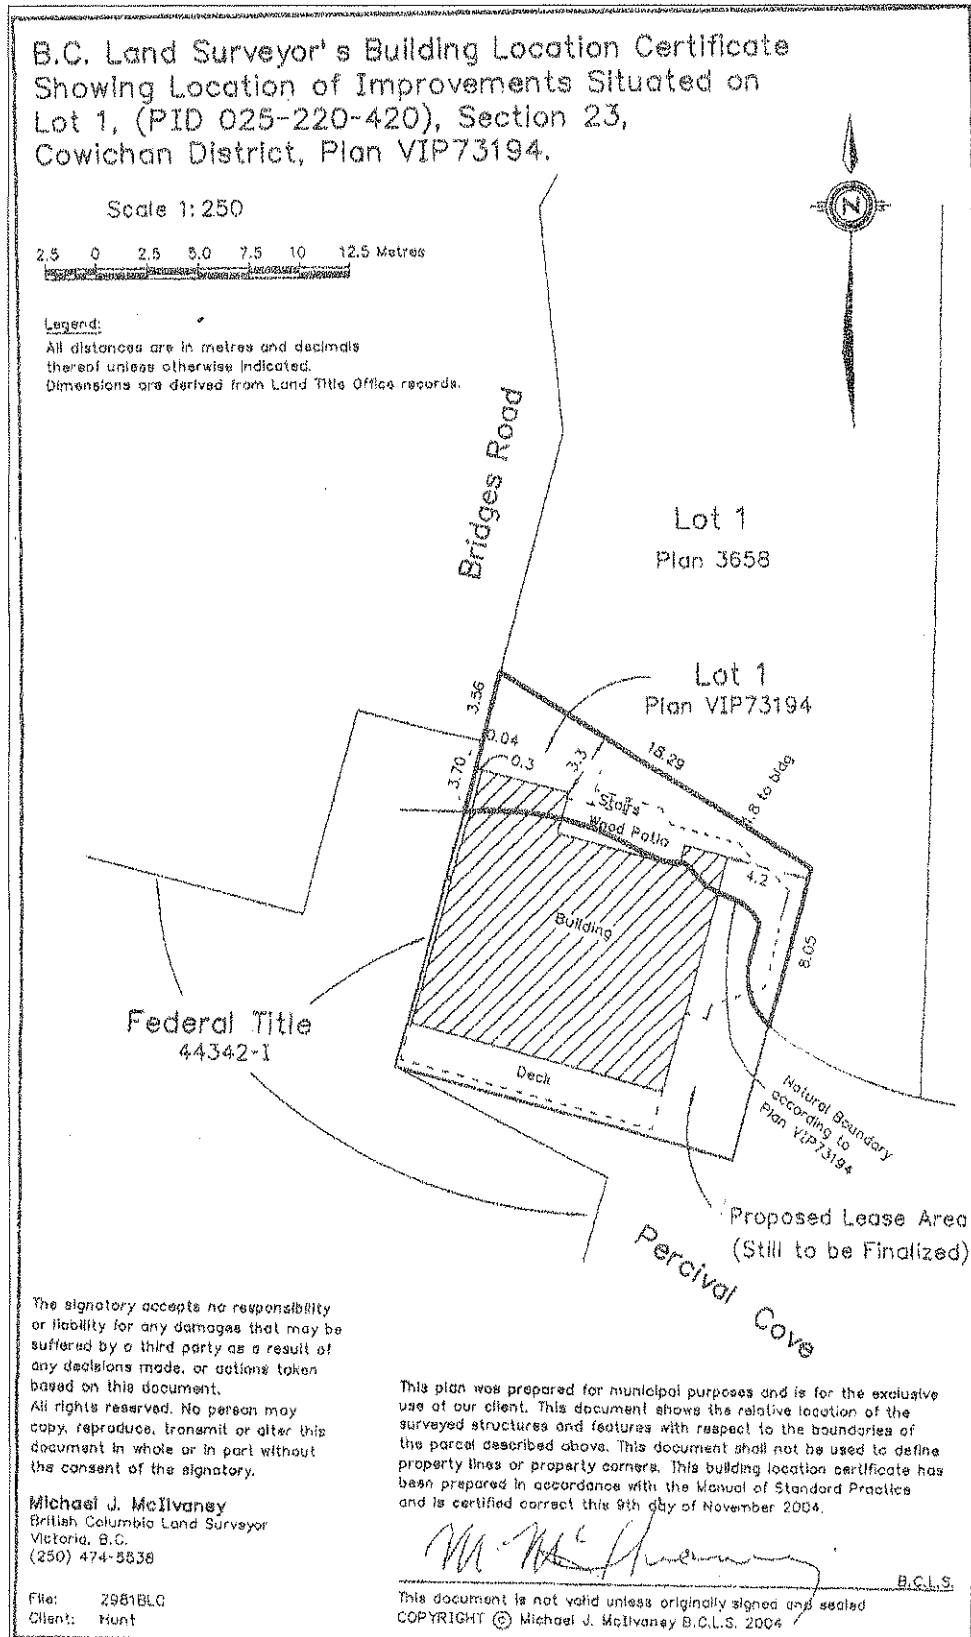 B.C. Land Surveyor's Building Location Certificate
Showing Location of Improvements Situated on
Lot 1, (PID 025-220-420), Section 23,
Cowichan District, Plan VIP73194.
Scale 1:250
2.5 0 2.5 5.0 7.5 10 12.5 Metres
Legend:
All distances are in metres and decimals
thereof unless otherwise indicated.
Dimensions are derived from Land Title Office records.
N
Bridges Road
Lot 1
Plan 3658
Lot 1
Plan VIP73194
3.56
0.04
0.3
3.70
3.3
18.29
1.8 to bldg
Stairs
Wood Patio
4.2
8.05
Building
Federal Title
44342-I
Deck
Natural Boundary
according to
Plan VIP73194
Proposed Lease Area
(Still to be Finalized)
Percival Cove
The signatory accepts no responsibility
or liability for any damages that may be
suffered by a third party as a result of
any decisions made, or actions taken
based on this document.
All rights reserved. No person may
copy, reproduce, transmit or alter this
document in whole or in part without
the consent of the signatory.
Michael J. McIlvaney
British Columbia Land Surveyor
Victoria, B.C.
(250) 474-5538
File: 2981BLC
Client: Hunt
This plan was prepared for municipal purposes and is for the exclusive
use of our client. This document shows the relative location of the
surveyed structures and features with respect to the boundaries of
the parcel described above. This document shall not be used to define
property lines or property corners. This building location certificate has
been prepared in accordance with the Manual of Standard Practice
and is certified correct this 9th day of November 2004.
B.C.L.S.
This document is not valid unless originally signed and sealed
COPYRIGHT © Michael J. McIlvaney B.C.L.S. 2004